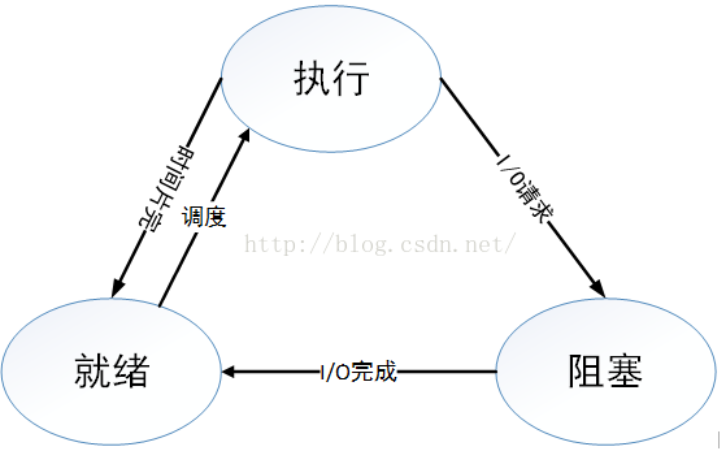 执行
时间片完
调度
I/O请求
http://blog.csdn.net/
就绪
I/O完成
阻塞